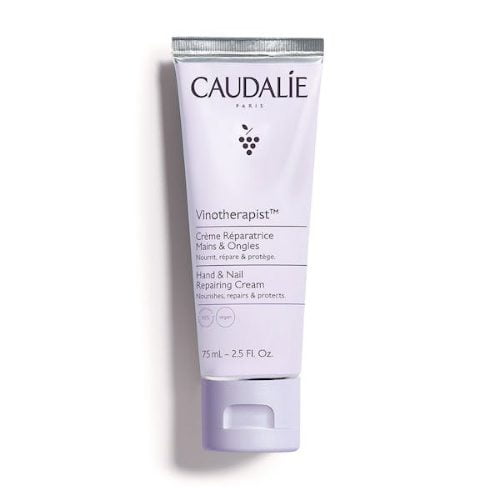 CAUDALÍE
PARIS
Vinotherapist™
Crème Réparatrice
Mains & Ongles
Nourrit, répare & protège.
Hand & Nail
Repairing Cream
Nourishes, repairs & protects.
Vegan
75 mL - 2.5 Fl. Oz.